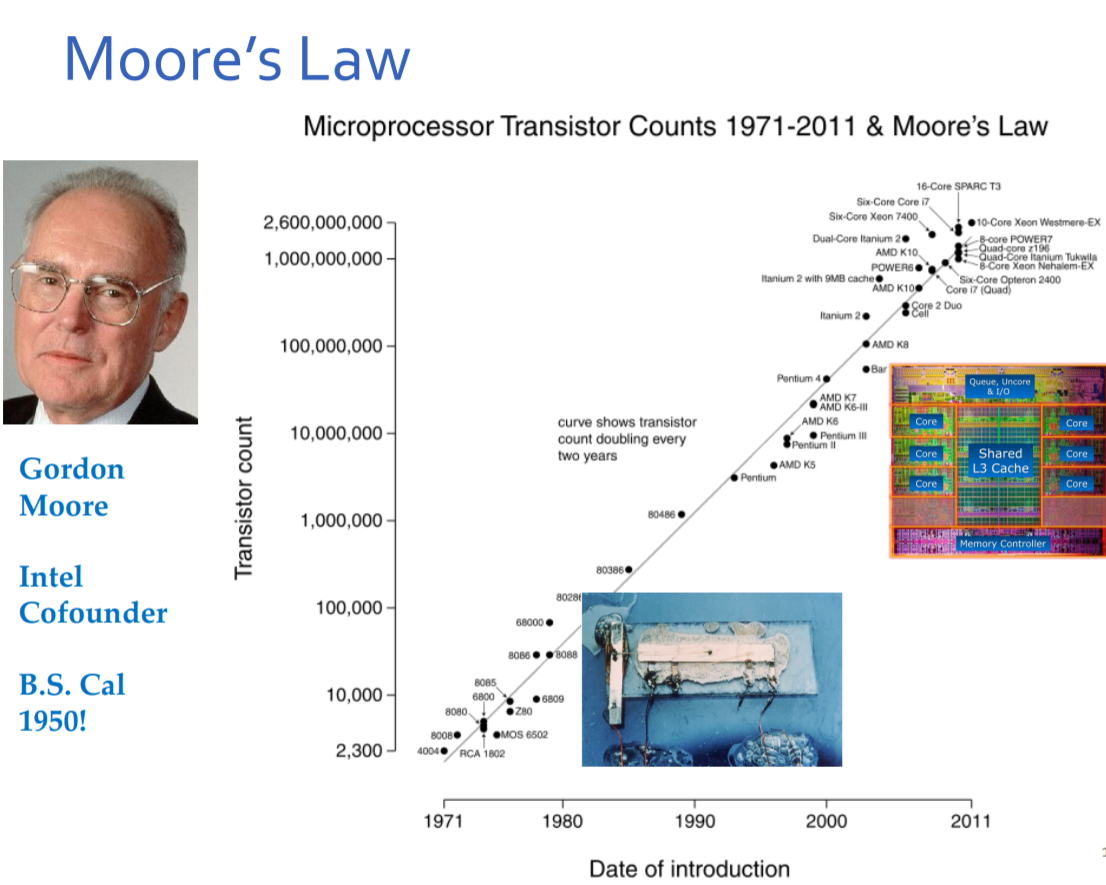 Moore's Law
Microprocessor Transistor Counts 1971-2011 & Moore's Law
Gordon
Moore
Intel
Cofounder
B.S. Cal
1950!
Transistor count
2,600,000,000
1,000,000,000
100,000,000
10,000,000
1,000,000
100,000
10,000
2,300
16-Core SPARC T3
Six-Core Core i7
Six-Core Xeon 7400
10-Core Xeon Westmere-EX
Dual-Core Itanium 2
8-core POWER7
Quad-core z196
AMD K10
Quad-Core Itanium Tukwila
POWER6
8-Core Xeon Nehalem-EX
Itanium 2 with 9MB cache
Six-Core Opteron 2400
AMD K10
Core i7 (Quad)
Core 2 Duo
Cell
Itanium 2
AMD K8
Bar
Pentium 4
AMD K7
AMD K6-III
AMD K6
Pentium III
Pentium II
AMD K5
Pentium
curve shows transistor
count doubling every
two years
80486
80386
80286
68000
8086
8088
8085
6800
6809
8080
Z80
8008
MOS 6502
4004
RCA 1802
Queue, Uncore
& I/O
Core
Core
Core
Shared
L3 Cache
Core
Core
Core
Memory Controller
1971
1980
1990
2000
2011
Date of introduction
1